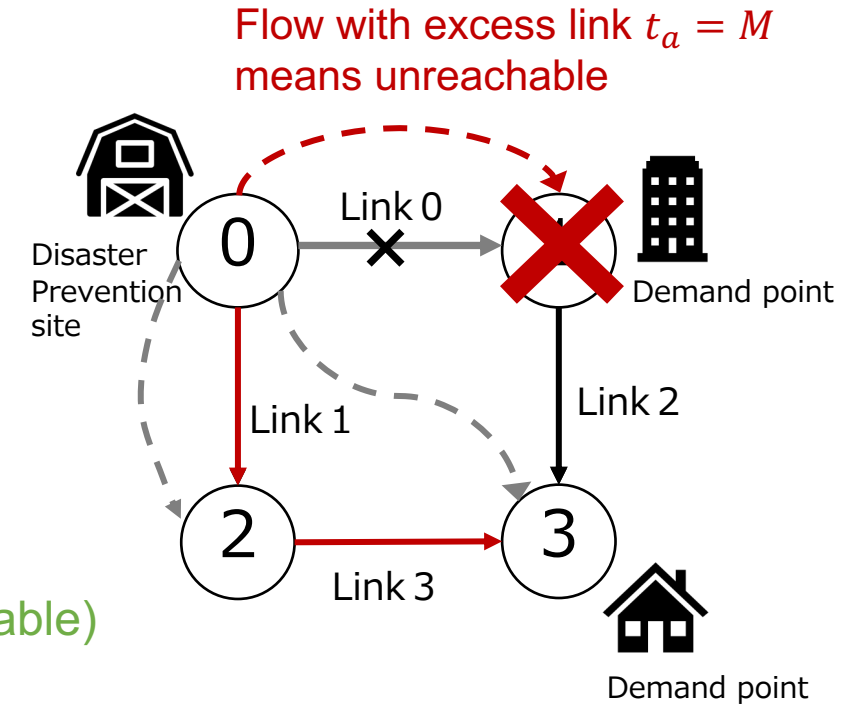 Flow with excess link tₐ = M
means unreachable
Link 0
0
Disaster
Prevention
site
Demand point
Link 1
Link 2
2
3
Link 3
able)
Demand point